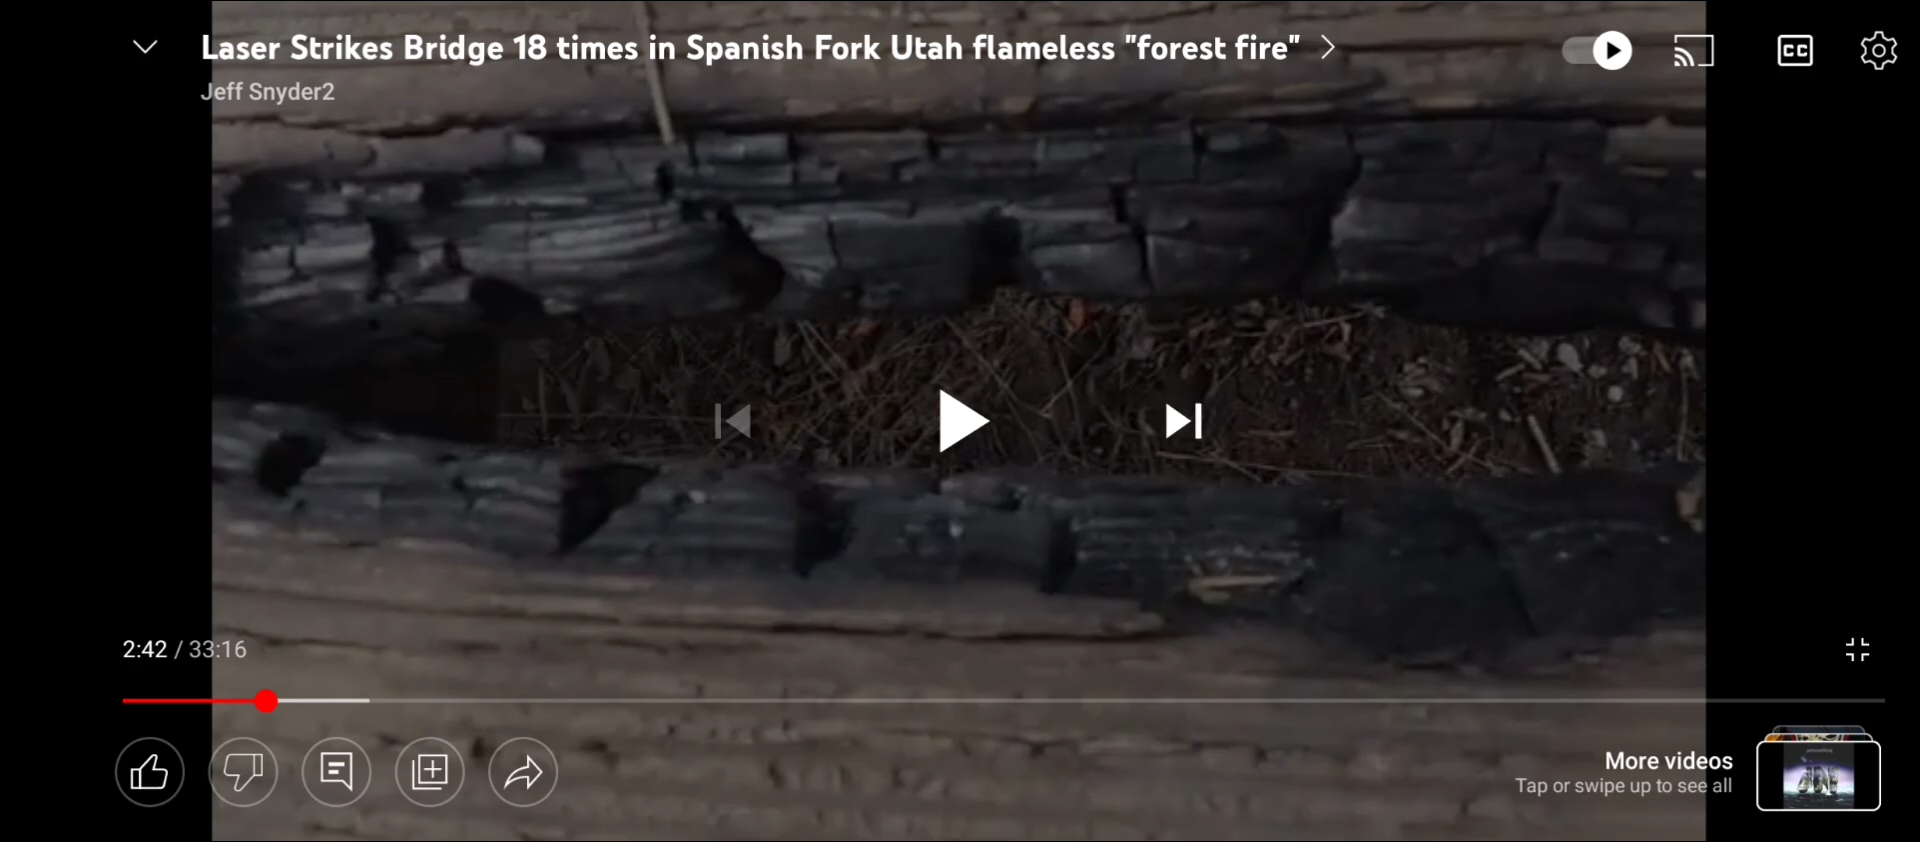 Laser Strikes Bridge 18 times in Spanish Fork Utah flameless "forest fire"
CC
Jeff Snyder2
2:42 / 33:16
More videos
Tap or swipe up to see all